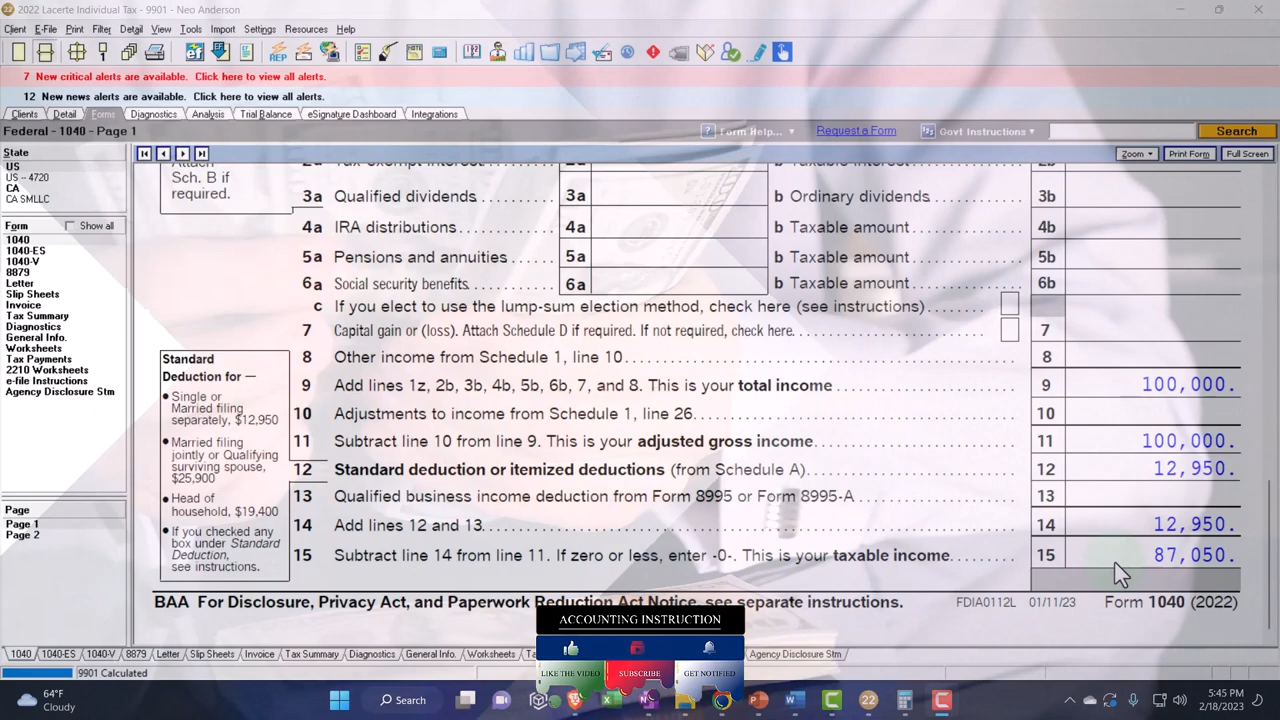 2022 Lacerte Individual Tax - 9901 - Neo Anderson
Client E-File Print Filter Detail View Tools Import Settings Resources Help
7 New critical alerts are available. Click here to view all alerts.
12 New news alerts are available. Click here to view all alerts.
Clients Detail Forms Diagnostics Analysis Trial Balance eSignature Dashboard Integrations
Federal - 1040 - Page 1
Form Help... Request a Form Govt Instructions Search
State
US
US -- 4720
CA
CA SMLLC
Form Show all
1040
1040-ES
1040-V
8879
Letter
Slip Sheets
Invoice
Tax Summary
Diagnostics
General Info.
Worksheets
Tax Payments
2210 Worksheets
e-file Instructions
Agency Disclosure Stm
Page
Page 1
Page 2
Zoom Print Form Full Screen
Attach
Sch. B if
required.
2a Tax-exempt interest 2a b Taxable interest 2b
3a Qualified dividends 3a b Ordinary dividends 3b
4a IRA distributions 4a b Taxable amount 4b
5a Pensions and annuities 5a b Taxable amount 5b
6a Social security benefits 6a b Taxable amount 6b
c If you elect to use the lump-sum election method, check here (see instructions)
7 Capital gain or (loss). Attach Schedule D if required. If not required, check here 7
8 Other income from Schedule 1, line 10 8
9 Add lines 1z, 2b, 3b, 4b, 5b, 6b, 7, and 8. This is your total income 9 100,000.
10 Adjustments to income from Schedule 1, line 26 10
11 Subtract line 10 from line 9. This is your adjusted gross income 11 100,000.
12 Standard deduction or itemized deductions (from Schedule A) 12 12,950.
13 Qualified business income deduction from Form 8995 or Form 8995-A 13
14 Add lines 12 and 13 14 12,950.
15 Subtract line 14 from line 11. If zero or less, enter -0-. This is your taxable income 15 87,050.
Standard
Deduction for —
• Single or
Married filing
separately, $12,950
• Married filing
jointly or Qualifying
surviving spouse,
$25,900
• Head of
household, $19,400
• If you checked any
box under Standard
Deduction,
see instructions.
BAA For Disclosure, Privacy Act, and Paperwork Reduction Act Notice, see separate instructions. FDIA0112L 01/11/23 Form 1040 (2022)
ACCOUNTING INSTRUCTION
LIKE THE VIDEO SUBSCRIBE GET NOTIFIED
1040 1040-ES 1040-V 8879 Letter Slip Sheets Invoice Tax Summary Diagnostics General Info. Worksheets Agency Disclosure Stm
9901 Calculated
64°F
Cloudy
Search
5:45 PM
2/18/2023